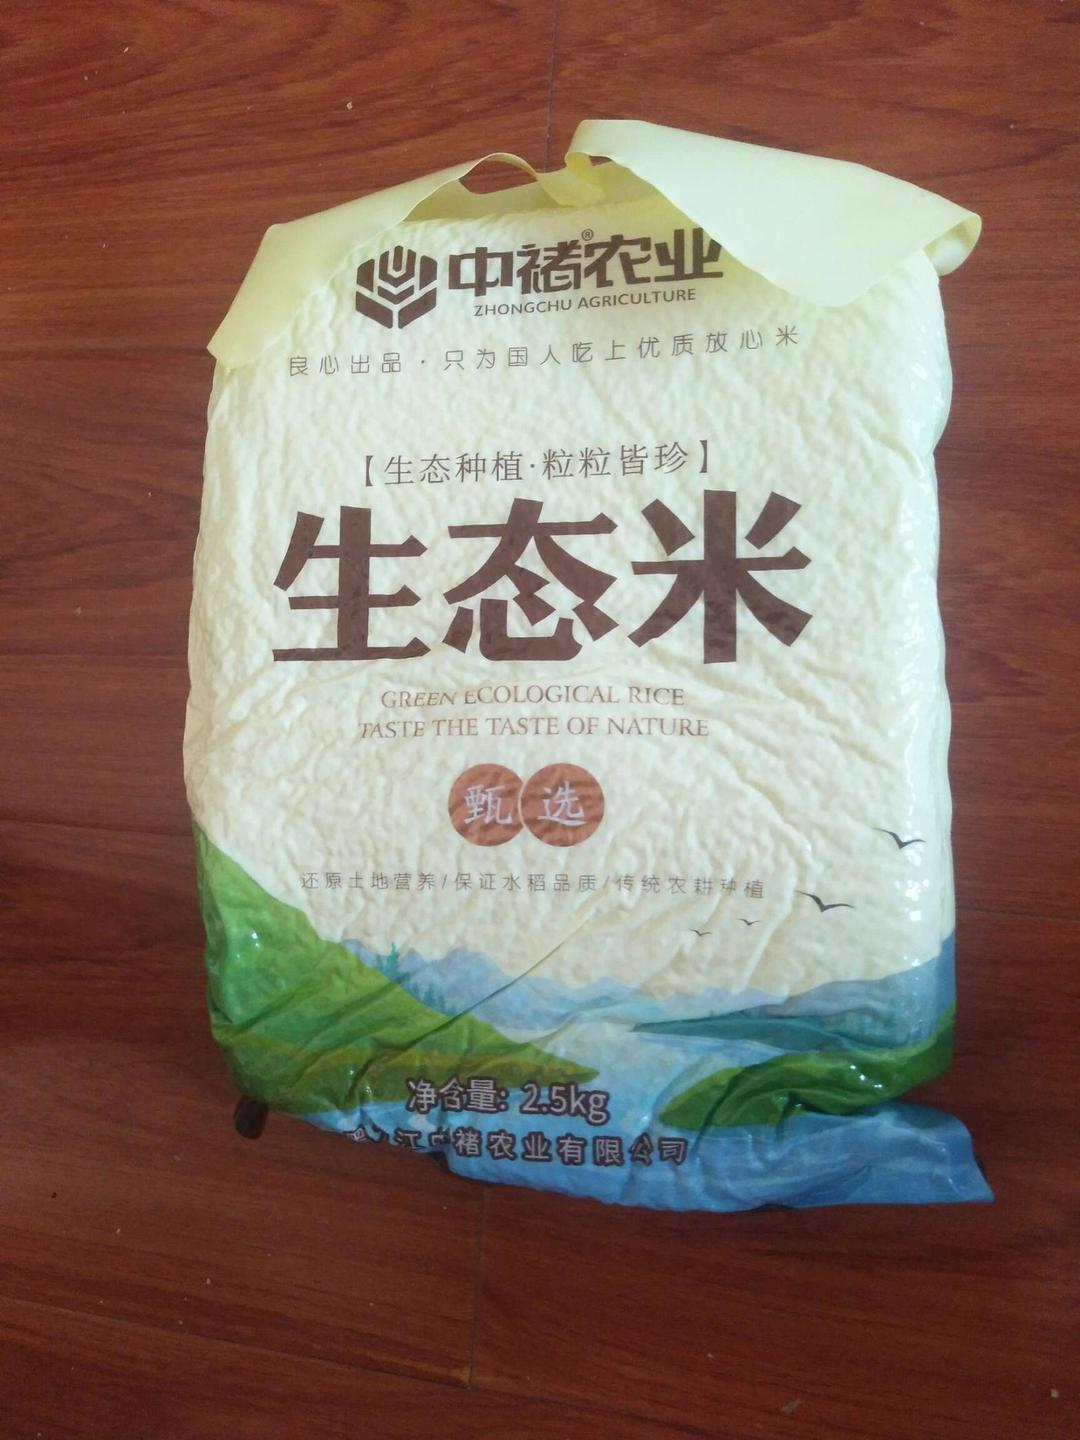 中褚®农业
ZHONGCHU AGRICULTURE
良心出品·只为国人吃上优质放心米
【生态种植·粒粒皆珍】
生态米
GREEN ECOLOGICAL RICE
TASTE THE TASTE OF NATURE
甄选
还原土地营养/保证水稻品质/传统农耕种植
净含量: 2.5kg
江中褚农业有限公司